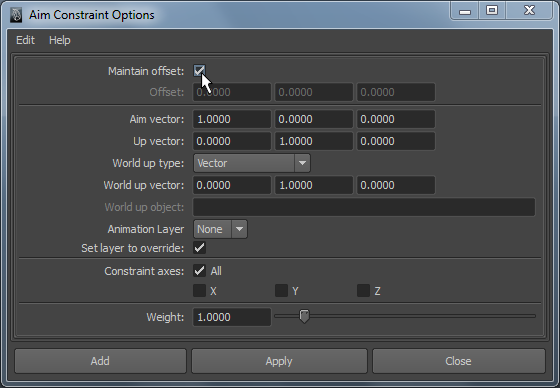 Aim Constraint Options
Edit Help
Maintain offset:
Offset: 0.0000 0.0000 0.0000
Aim vector: 1.0000 0.0000 0.0000
Up vector: 0.0000 1.0000 0.0000
World up type: Vector
World up vector: 0.0000 1.0000 0.0000
World up object:
Animation Layer None
Set layer to override:
Constraint axes: All
X Y Z
Weight: 1.0000
Add Apply Close